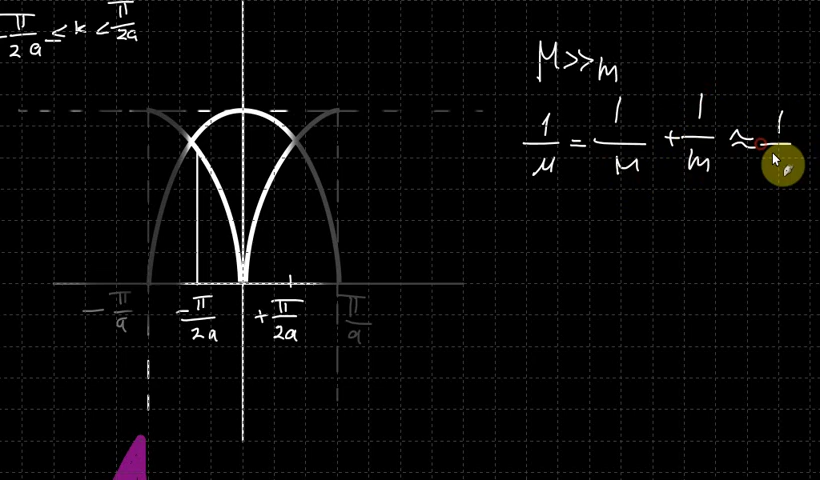 -π/2a ≤ k < π/2a
M>>m
1/μ = 1/M + 1/m ≈ 1/
-π/a -π/2a +π/2a π/a